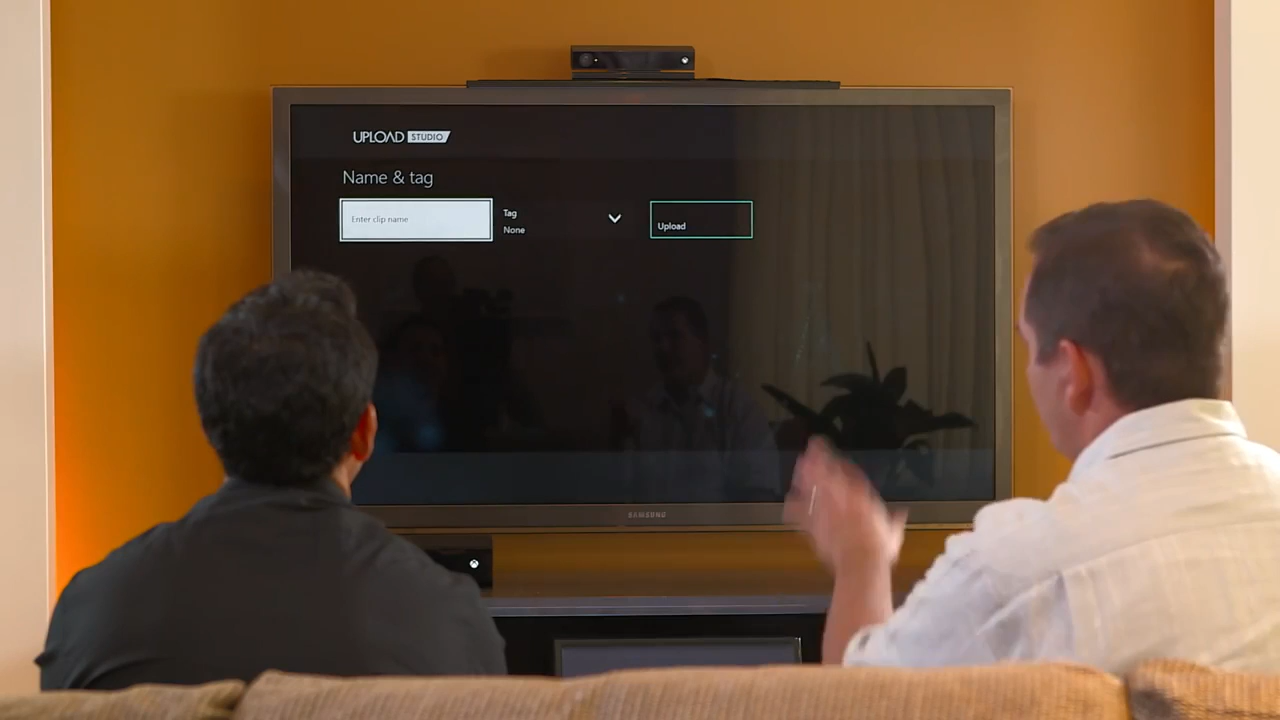 UPLOAD STUDIO
Name & tag
Enter clip name
Tag
None
Upload
SAMSUNG